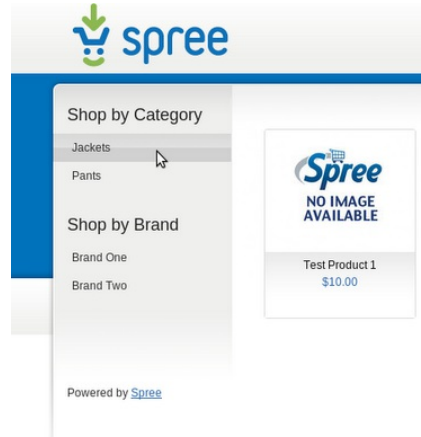 spree
Shop by Category
Jackets
Pants
Shop by Brand
Brand One
Brand Two
Powered by Spree
Spree
NO IMAGE
AVAILABLE
Test Product 1
$10.00